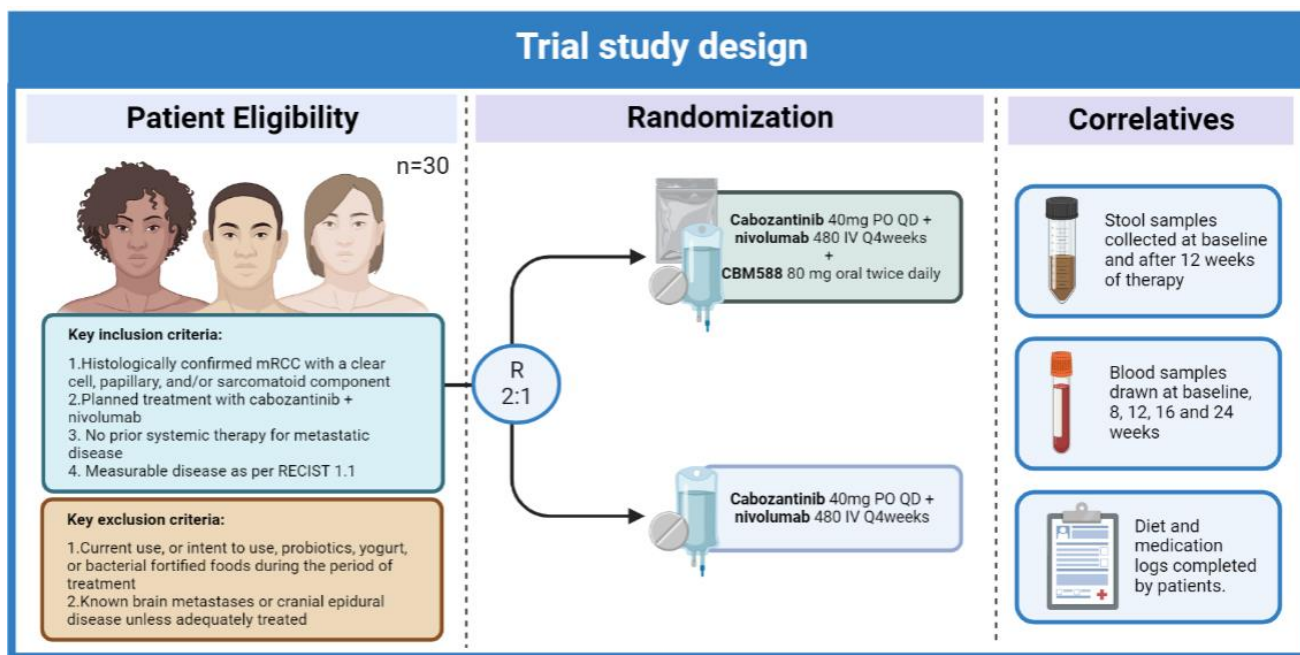 Trial study design
Patient Eligibility
n=30
Key inclusion criteria:
1.Histologically confirmed mRCC with a clear
cell, papillary, and/or sarcomatoid component
2.Planned treatment with cabozantinib +
nivolumab
3. No prior systemic therapy for metastatic
disease
4. Measurable disease as per RECIST 1.1
Key exclusion criteria:
1.Current use, or intent to use, probiotics, yogurt,
or bacterial fortified foods during the period of
treatment
2.Known brain metastases or cranial epidural
disease unless adequately treated
Randomization
R
2:1
Cabozantinib 40mg PO QD +
nivolumab 480 IV Q4weeks
+
CBM588 80 mg oral twice daily
Cabozantinib 40mg PO QD +
nivolumab 480 IV Q4weeks
Correlatives
Stool samples
collected at baseline
and after 12 weeks
of therapy
Blood samples
drawn at baseline,
8, 12, 16 and 24
weeks
Diet and
medication
logs completed
by patients.